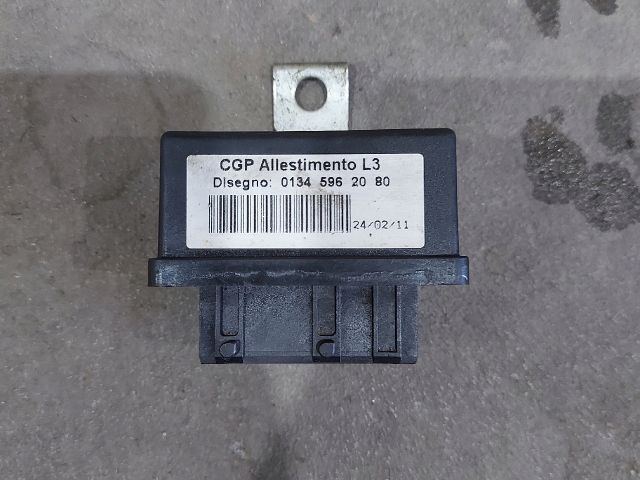 CGP Allestimento L3
Disegno: 0134 596 20 80
24/02/11